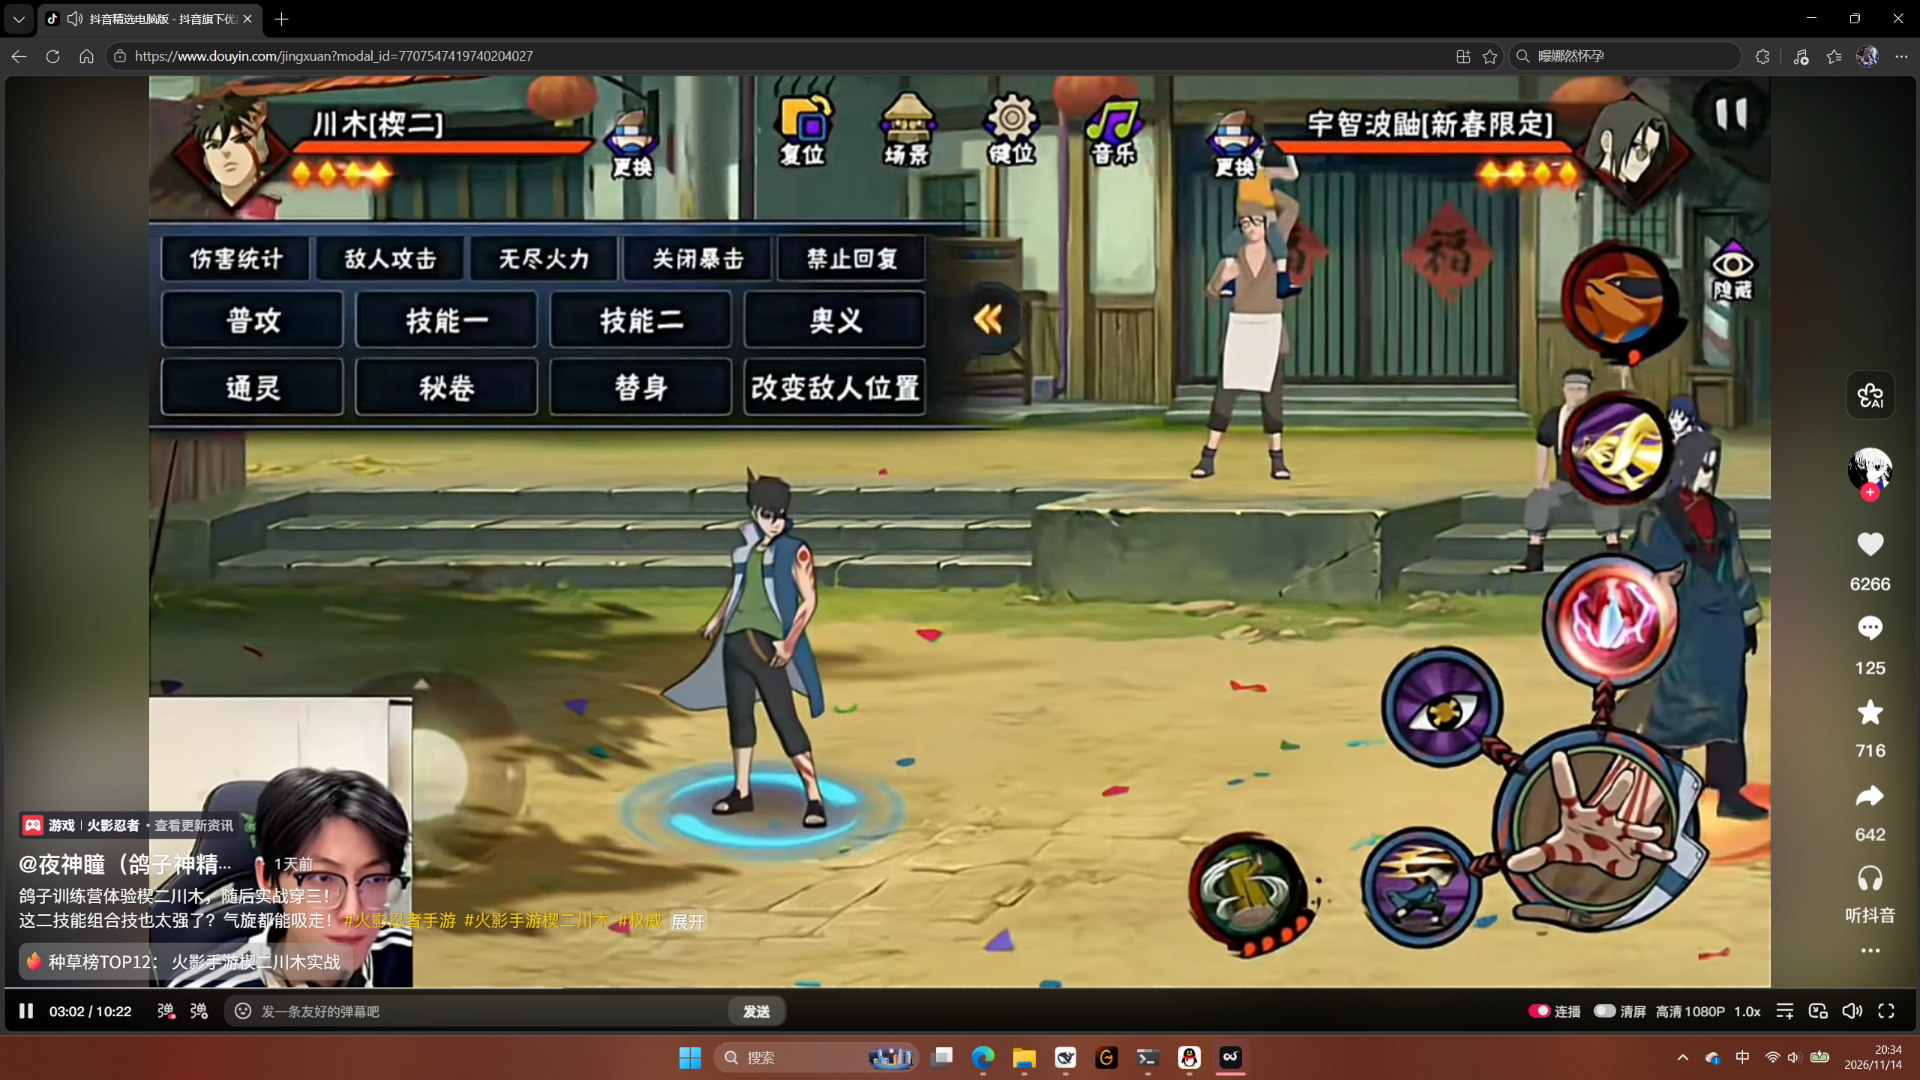 抖音精选电脑版 - 抖音旗下优
https://www.douyin.com/jingxuan?modal_id=7707547419740204027
曝娜然怀孕
川木[楔二]
更换
复位
场景
键位
音乐
更换
宇智波鼬[新春限定]
隐藏
伤害统计
敌人攻击
无尽火力
关闭暴击
禁止回复
普攻
技能一
技能二
奥义
通灵
秘卷
替身
改变敌人位置
福
AI
6266
125
716
642
听抖音
游戏 | 火影忍者 · 查看更新资讯
@夜神瞳（鸽子神精... · 1天前
鸽子训练营体验楔二川木，随后实战穿三！
这二技能组合技也太强了？气旋都能吸走！ #火影忍者手游 #火影手游楔二川木 #权威 展开
种草榜TOP12： 火影手游楔二川木实战
03:02 / 10:22
弹
弹
发一条友好的弹幕吧
发送
连播
清屏
高清 1080P
1.0x
搜索
中
20:34
2026/11/14